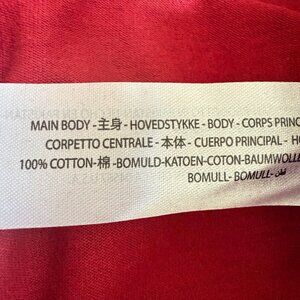 MAIN BODY - 主身 - HOVEDSTYKKE - BODY - CORPS PRINC
CORPETTO CENTRALE - 本体 - CUERPO PRINCIPAL - H
100% COTTON - 棉 - BOMULD-KATOEN-COTON-BAUMWOLLE
BOMULL- BOMULL-